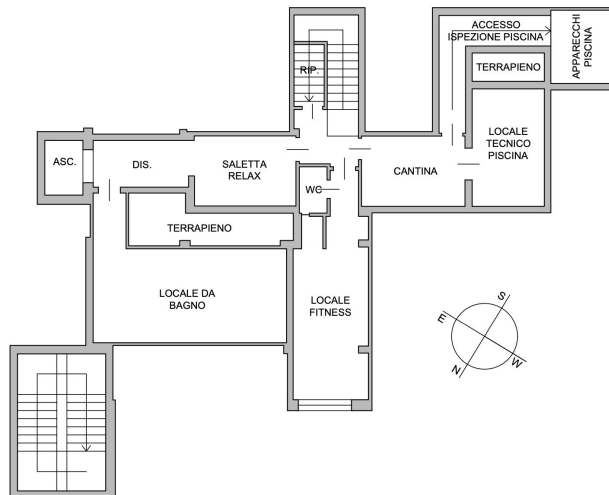 ACCESSO
ISPEZIONE PISCINA
APPARECCHI
PISCINA
RIP.
TERRAPIENO
LOCALE
TECNICO
PISCINA
ASC.
DIS.
SALETTA
RELAX
CANTINA
WC
TERRAPIENO
LOCALE DA
BAGNO
LOCALE
FITNESS
S
E
W
N